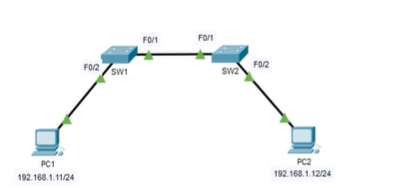 F0/1
F0/1
F0/2
SW1
SW2
F0/2
PC1
192.168.1.11/24
PC2
192.168.1.12/24